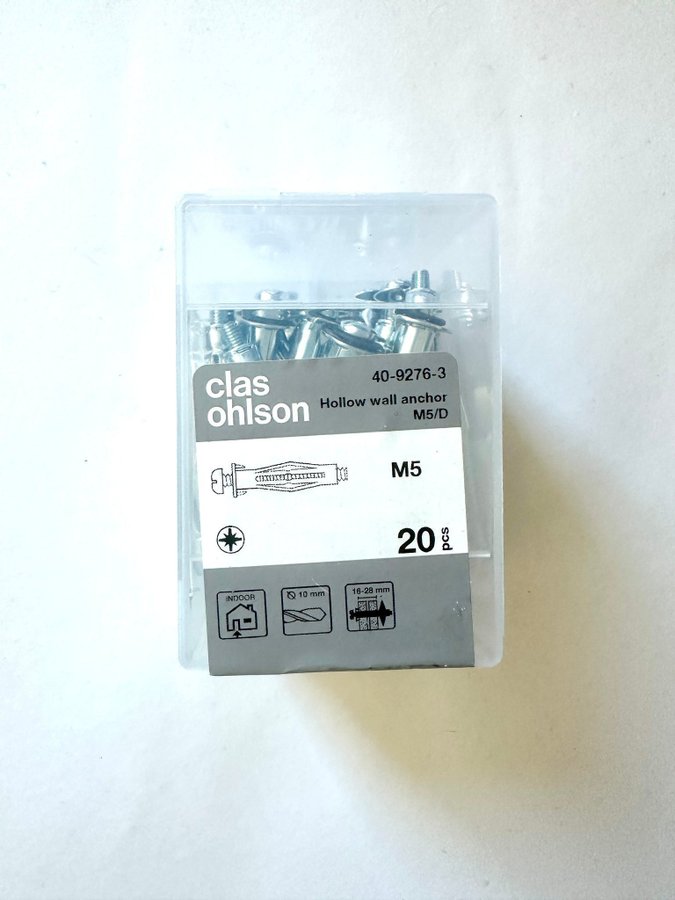 clas
ohlson
40-9276-3
Hollow wall anchor
M5/D
M5
20 pcs
INDOOR
Ø 10 mm
16-28 mm